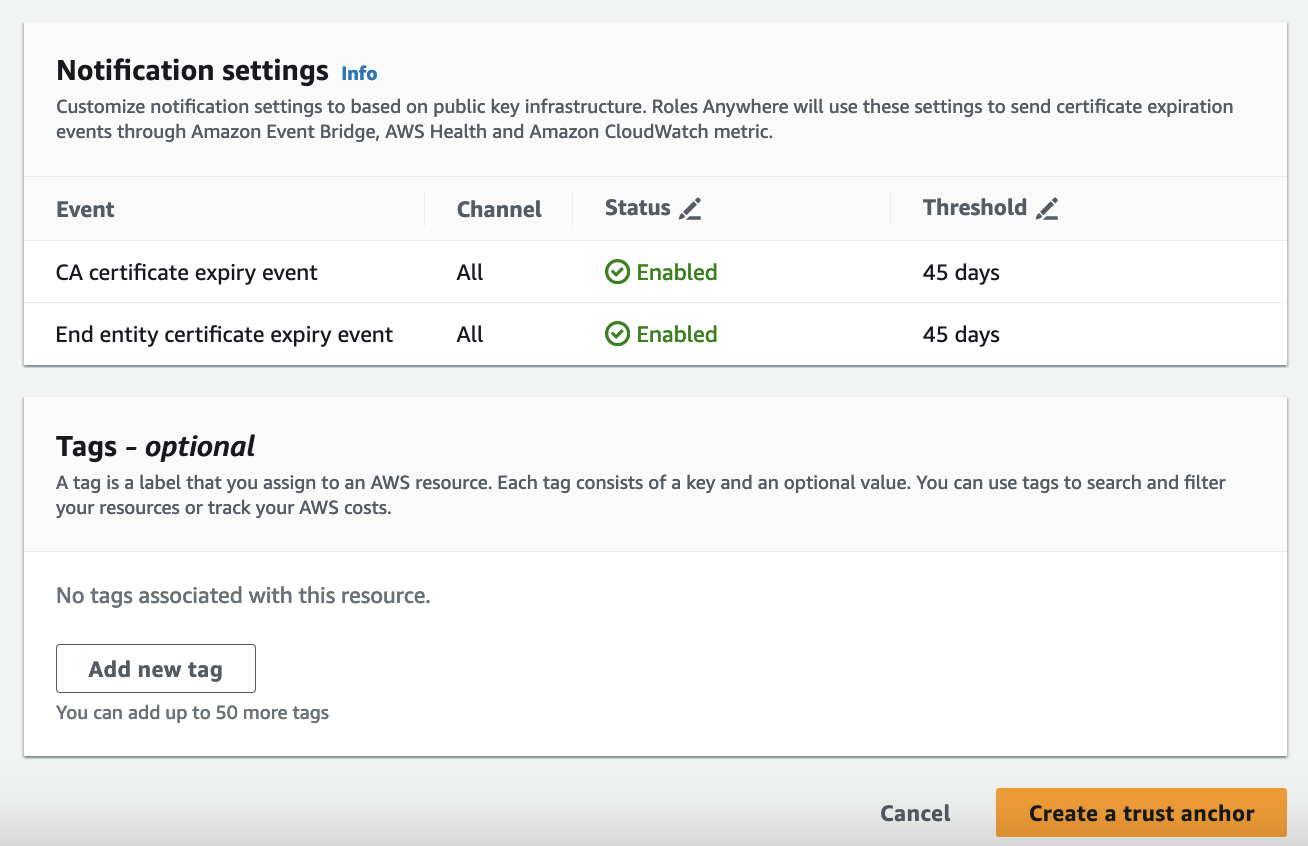 Notification settings Info
Customize notification settings to based on public key infrastructure. Roles Anywhere will use these settings to send certificate expiration
events through Amazon Event Bridge, AWS Health and Amazon CloudWatch metric.
Event Channel Status Threshold
CA certificate expiry event All Enabled 45 days
End entity certificate expiry event All Enabled 45 days
Tags - optional
A tag is a label that you assign to an AWS resource. Each tag consists of a key and an optional value. You can use tags to search and filter
your resources or track your AWS costs.
No tags associated with this resource.
Add new tag
You can add up to 50 more tags
Cancel Create a trust anchor